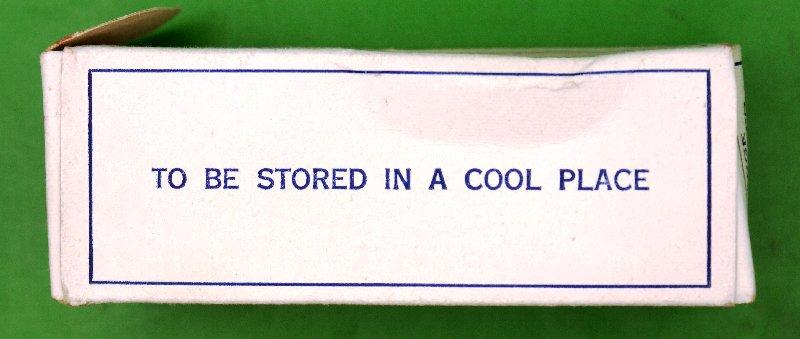 TO BE STORED IN A COOL PLACE